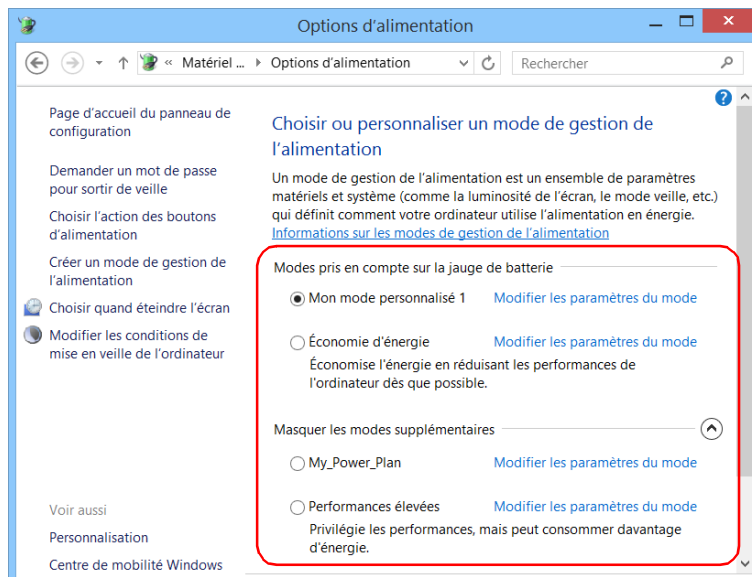 Options d'alimentation
« Matériel ... Options d'alimentation
Rechercher
Page d'accueil du panneau de
configuration
Demander un mot de passe
pour sortir de veille
Choisir l'action des boutons
d'alimentation
Créer un mode de gestion de
l'alimentation
Choisir quand éteindre l'écran
Modifier les conditions de
mise en veille de l'ordinateur
Voir aussi
Personnalisation
Centre de mobilité Windows
Choisir ou personnaliser un mode de gestion de
l'alimentation
Un mode de gestion de l'alimentation est un ensemble de paramètres
matériels et système (comme la luminosité de l'écran, le mode veille, etc.)
qui définit comment votre ordinateur utilise l'alimentation en énergie.
Informations sur les modes de gestion de l'alimentation
Modes pris en compte sur la jauge de batterie
Mon mode personnalisé 1 Modifier les paramètres du mode
Économie d'énergie Modifier les paramètres du mode
Économise l'énergie en réduisant les performances de
l'ordinateur dès que possible.
Masquer les modes supplémentaires
My_Power_Plan Modifier les paramètres du mode
Performances élevées Modifier les paramètres du mode
Privilégie les performances, mais peut consommer davantage
d'énergie.